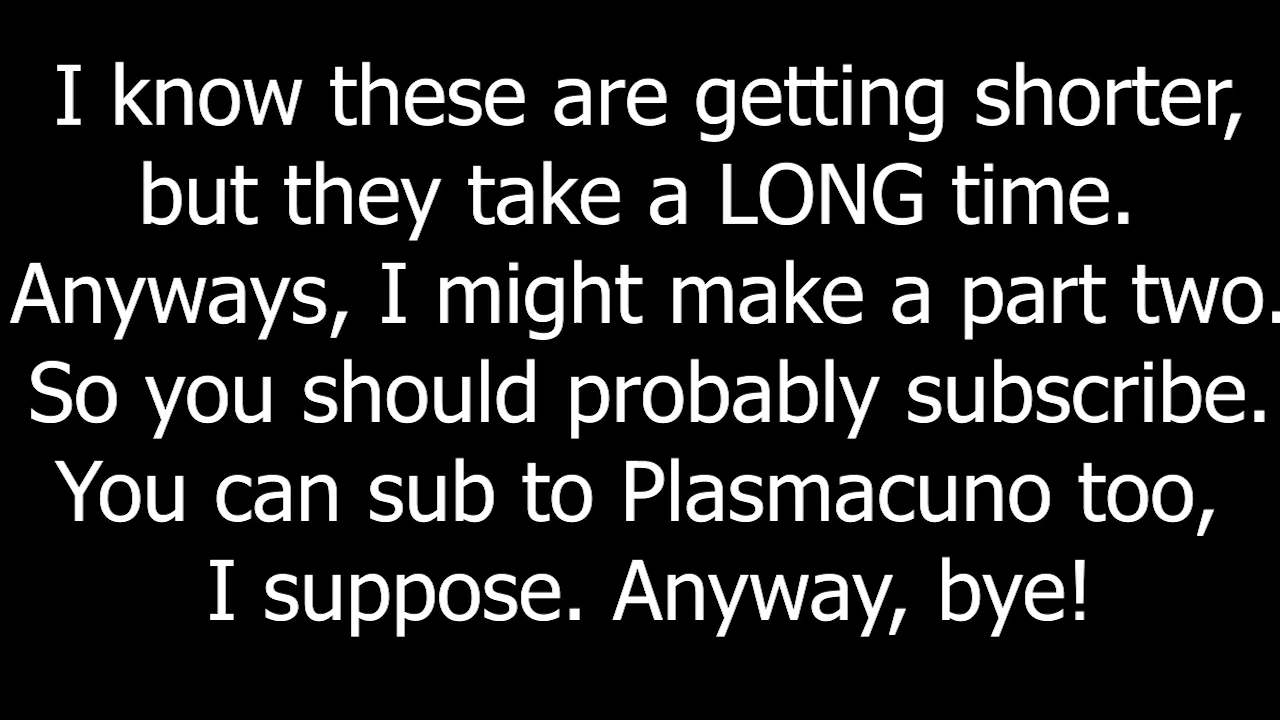 I know these are getting shorter,
but they take a LONG time.
Anyways, I might make a part two.
So you should probably subscribe.
You can sub to Plasmacuno too,
I suppose. Anyway, bye!